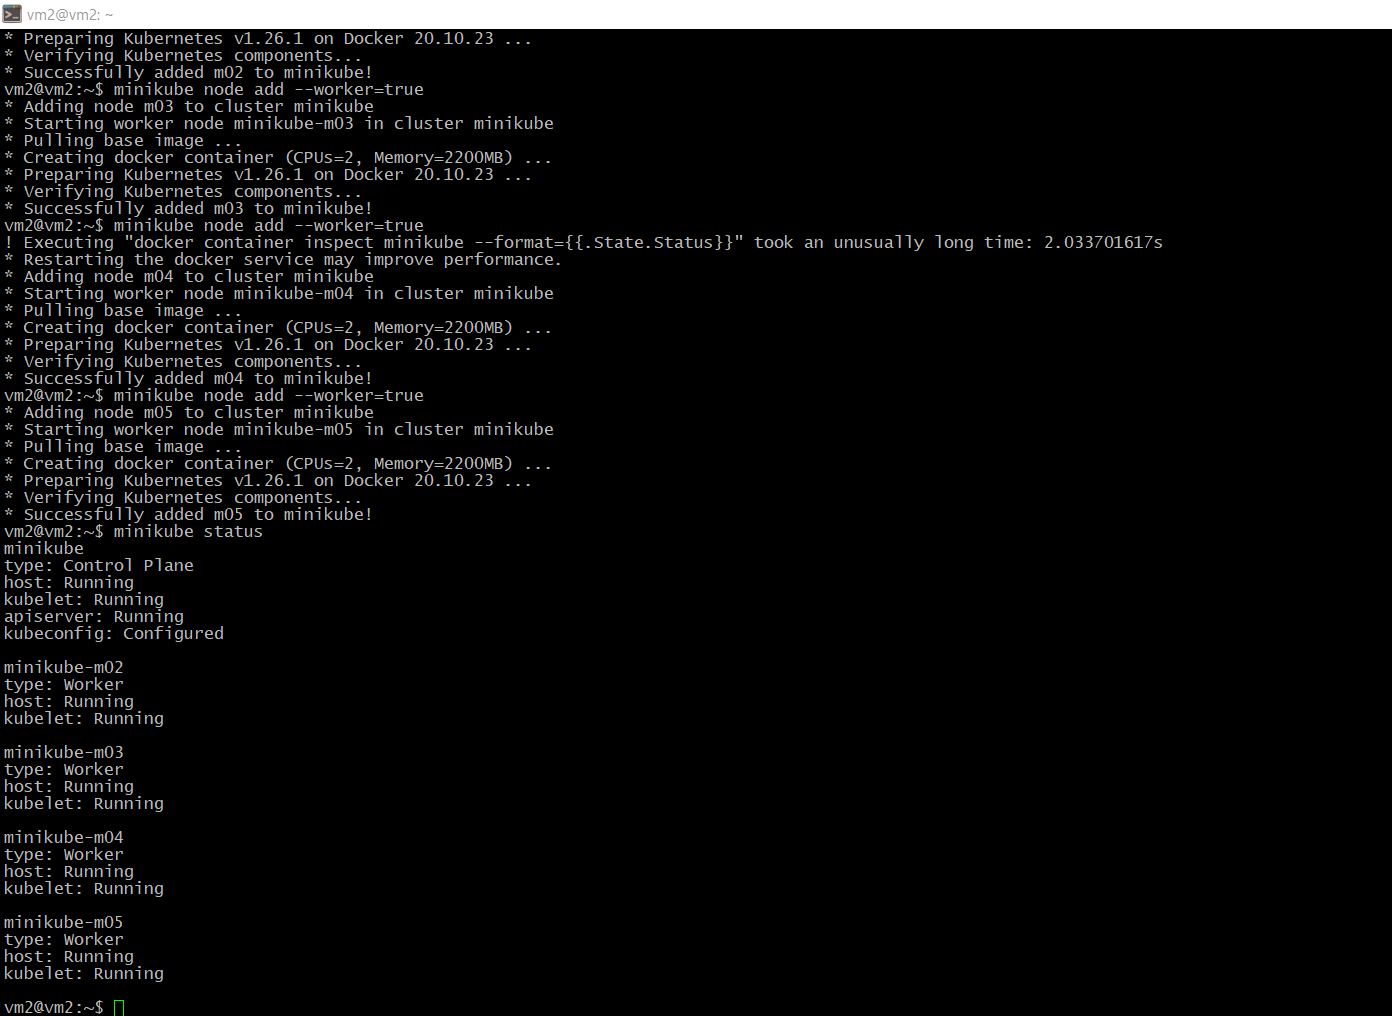 vm2@vm2: ~
* Preparing Kubernetes v1.26.1 on Docker 20.10.23 ...
* Verifying Kubernetes components...
* Successfully added m02 to minikube!
vm2@vm2:~$ minikube node add --worker=true
* Adding node m03 to cluster minikube
* Starting worker node minikube-m03 in cluster minikube
* Pulling base image ...
* Creating docker container (CPUs=2, Memory=2200MB) ...
* Preparing Kubernetes v1.26.1 on Docker 20.10.23 ...
* Verifying Kubernetes components...
* Successfully added m03 to minikube!
vm2@vm2:~$ minikube node add --worker=true
! Executing "docker container inspect minikube --format={{.State.Status}}" took an unusually long time: 2.033701617s
* Restarting the docker service may improve performance.
* Adding node m04 to cluster minikube
* Starting worker node minikube-m04 in cluster minikube
* Pulling base image ...
* Creating docker container (CPUs=2, Memory=2200MB) ...
* Preparing Kubernetes v1.26.1 on Docker 20.10.23 ...
* Verifying Kubernetes components...
* Successfully added m04 to minikube!
vm2@vm2:~$ minikube node add --worker=true
* Adding node m05 to cluster minikube
* Starting worker node minikube-m05 in cluster minikube
* Pulling base image ...
* Creating docker container (CPUs=2, Memory=2200MB) ...
* Preparing Kubernetes v1.26.1 on Docker 20.10.23 ...
* Verifying Kubernetes components...
* Successfully added m05 to minikube!
vm2@vm2:~$ minikube status
minikube
type: Control Plane
host: Running
kubelet: Running
apiserver: Running
kubeconfig: Configured

minikube-m02
type: Worker
host: Running
kubelet: Running

minikube-m03
type: Worker
host: Running
kubelet: Running

minikube-m04
type: Worker
host: Running
kubelet: Running

minikube-m05
type: Worker
host: Running
kubelet: Running

vm2@vm2:~$